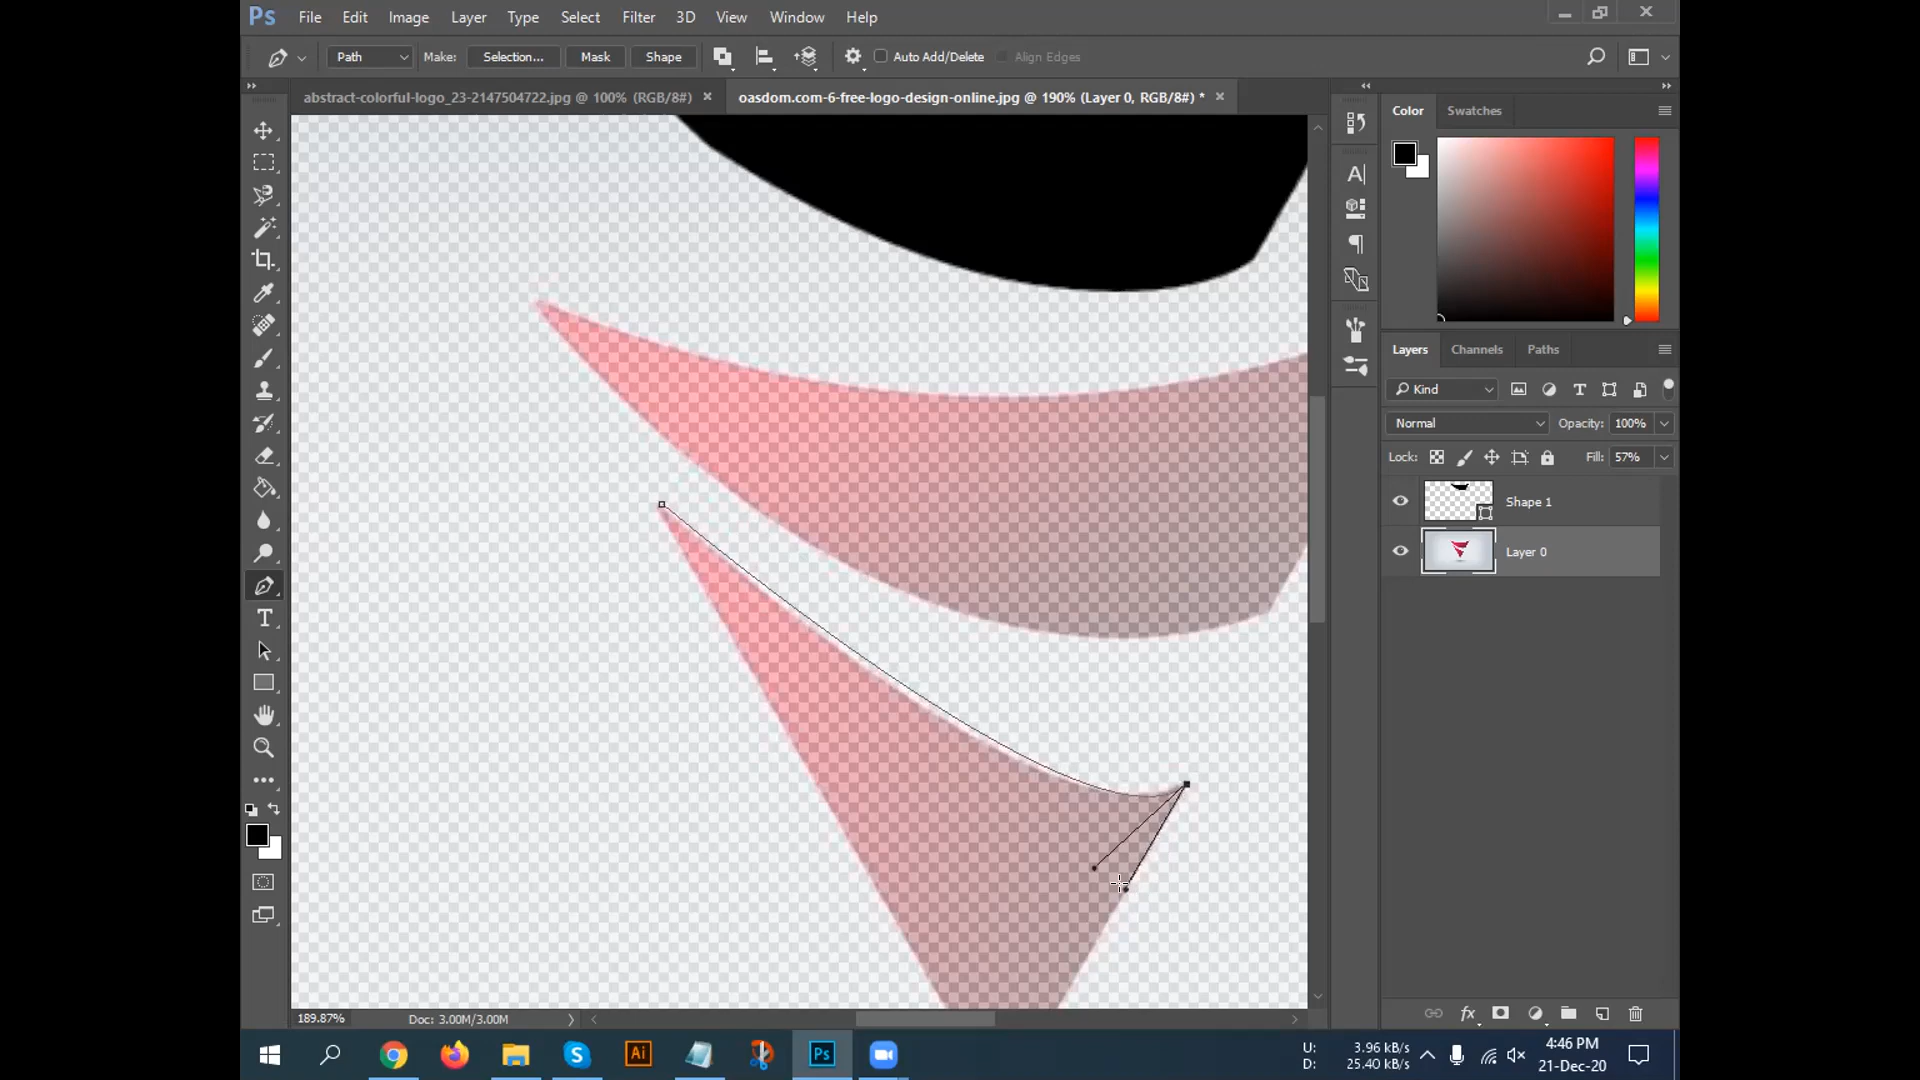 Ps File Edit Image Layer Type Select Filter 3D View Window Help
Path Make: Selection... Mask Shape Auto Add/Delete Align Edges
abstract-colorful-logo_23-2147504722.jpg @ 100% (RGB/8#) × oasdom.com-6-free-logo-design-online.jpg @ 190% (Layer 0, RGB/8#) * ×
Color Swatches
Layers Channels Paths
Kind
Normal Opacity: 100%
Lock: Fill: 57%
Shape 1
Layer 0
189.87% Doc: 3.00M/3.00M
fx
Ai Ps
U: 3.96 kB/s
D: 25.40 kB/s
4:46 PM
21-Dec-20